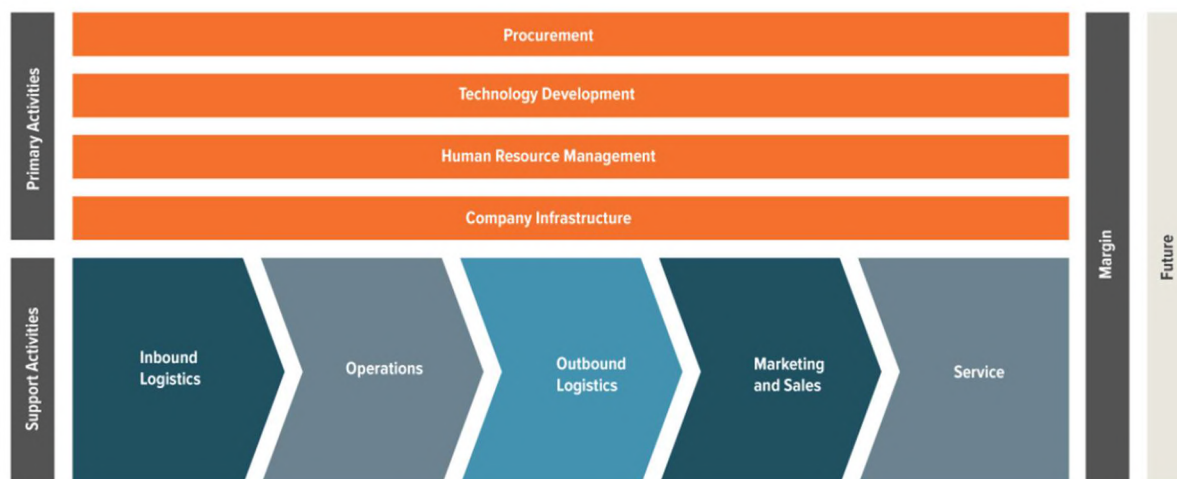 Primary Activities
Procurement
Technology Development
Human Resource Management
Company Infrastructure
Support Activities
Inbound
Logistics
Operations
Outbound
Logistics
Marketing
and Sales
Service
Margin
Future